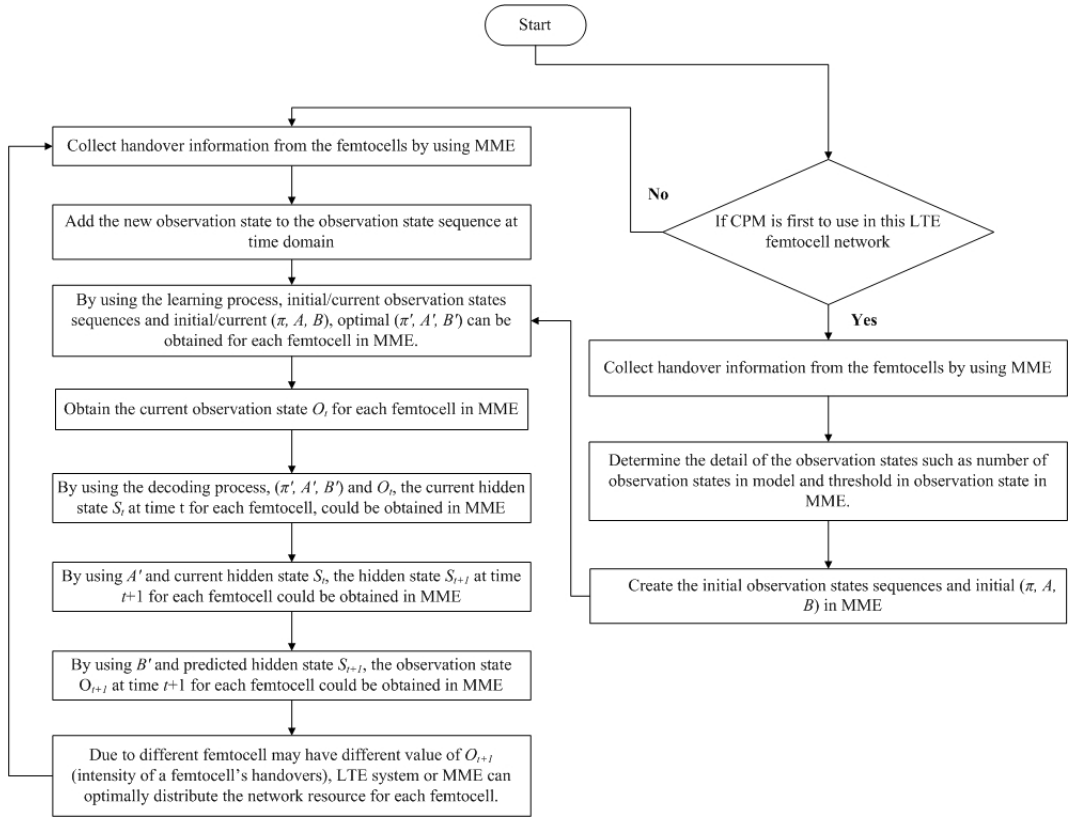 Start
If CPM is first to use in this LTE
femtocell network
No
Yes
Collect handover information from the femtocells by using MME
Add the new observation state to the observation state sequence at
time domain
By using the learning process, initial/current observation states
sequences and initial/current (π, A, B), optimal (π', A', B') can be
obtained for each femtocell in MME.
Obtain the current observation state Oₜ for each femtocell in MME
By using the decoding process, (π', A', B') and Oₜ, the current hidden
state Sₜ at time t for each femtocell, could be obtained in MME
By using A' and current hidden state Sₜ, the hidden state Sₜ₊₁ at time
t+1 for each femtocell could be obtained in MME
By using B' and predicted hidden state Sₜ₊₁, the observation state
Oₜ₊₁ at time t+1 for each femtocell could be obtained in MME
Due to different femtocell may have different value of Oₜ₊₁
(intensity of a femtocell's handovers), LTE system or MME can
optimally distribute the network resource for each femtocell.
Collect handover information from the femtocells by using MME
Determine the detail of the observation states such as number of
observation states in model and threshold in observation state in
MME.
Create the initial observation states sequences and initial (π, A,
B) in MME